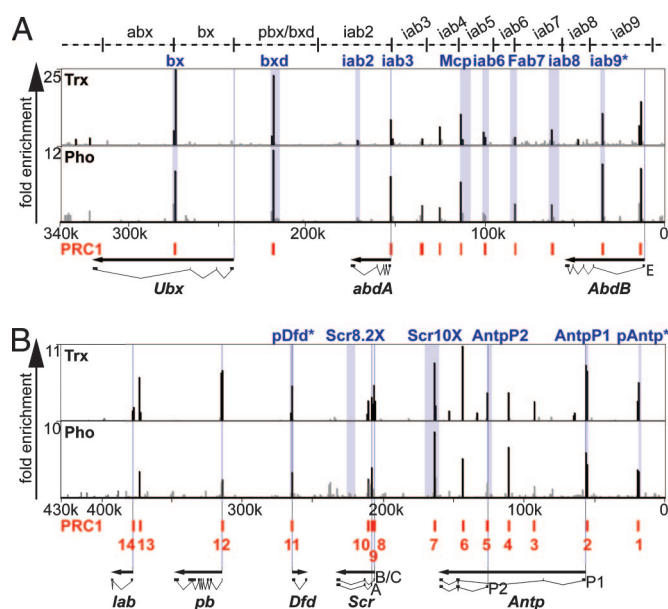 A
abx bx pbx/bxd iab2 iab3 iab4 iab5 iab6 iab7 iab8 iab9
bx bxd iab2 iab3 Mcp iab6 Fab7 iab8 iab9*
25
Trx
12
Pho
fold enrichment
340k 300k 200k 100k 0
PRC1
E
Ubx abdA AbdB
B
pDfd* Scr8.2X Scr10X AntpP2 AntpP1 pAntp*
11
Trx
10
Pho
fold enrichment
430k 400k 300k 200k 100k 0
PRC1
14 13 12 11 10 9 8 7 6 5 4 3 2 1
B/C
A
P2
P1
lab pb Dfd Scr Antp